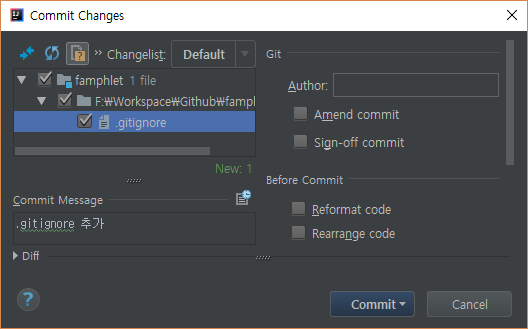 Commit Changes
Changelist: Default
famphlet 1 file
F:₩Workspace₩Github₩famphl
.gitignore
New: 1
Commit Message
.gitignore 추가
Diff
Git
Author:
Amend commit
Sign-off commit
Before Commit
Reformat code
Rearrange code
?
Commit
Cancel